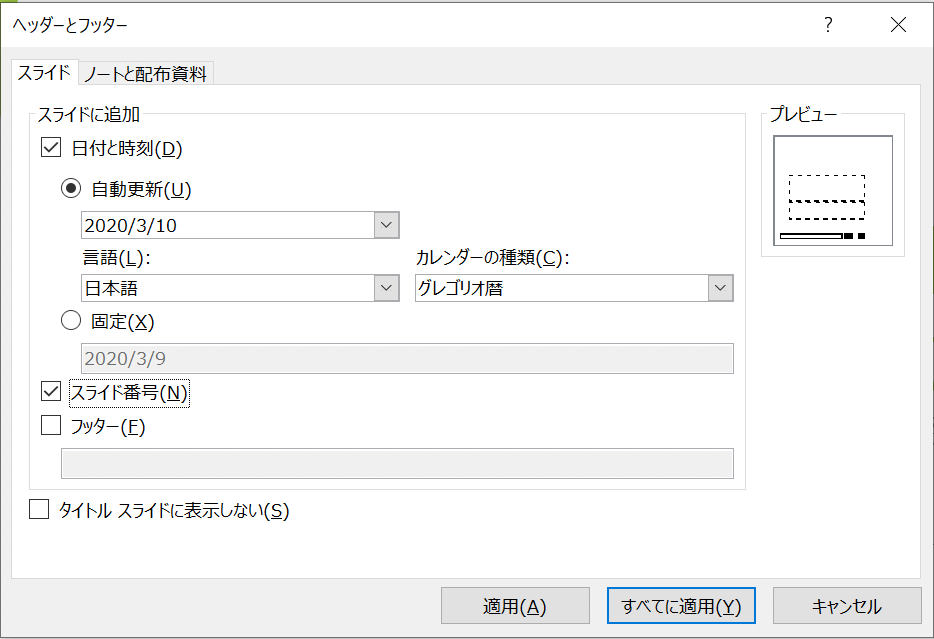 ヘッダーとフッター ?
スライド ノートと配布資料
スライドに追加
プレビュー
日付と時刻(D)
自動更新(U)
2020/3/10
言語(L): カレンダーの種類(C):
日本語 グレゴリオ暦
固定(X)
2020/3/9
スライド番号(N)
フッター(F)
タイトル スライドに表示しない(S)
適用(A) すべてに適用(Y) キャンセル